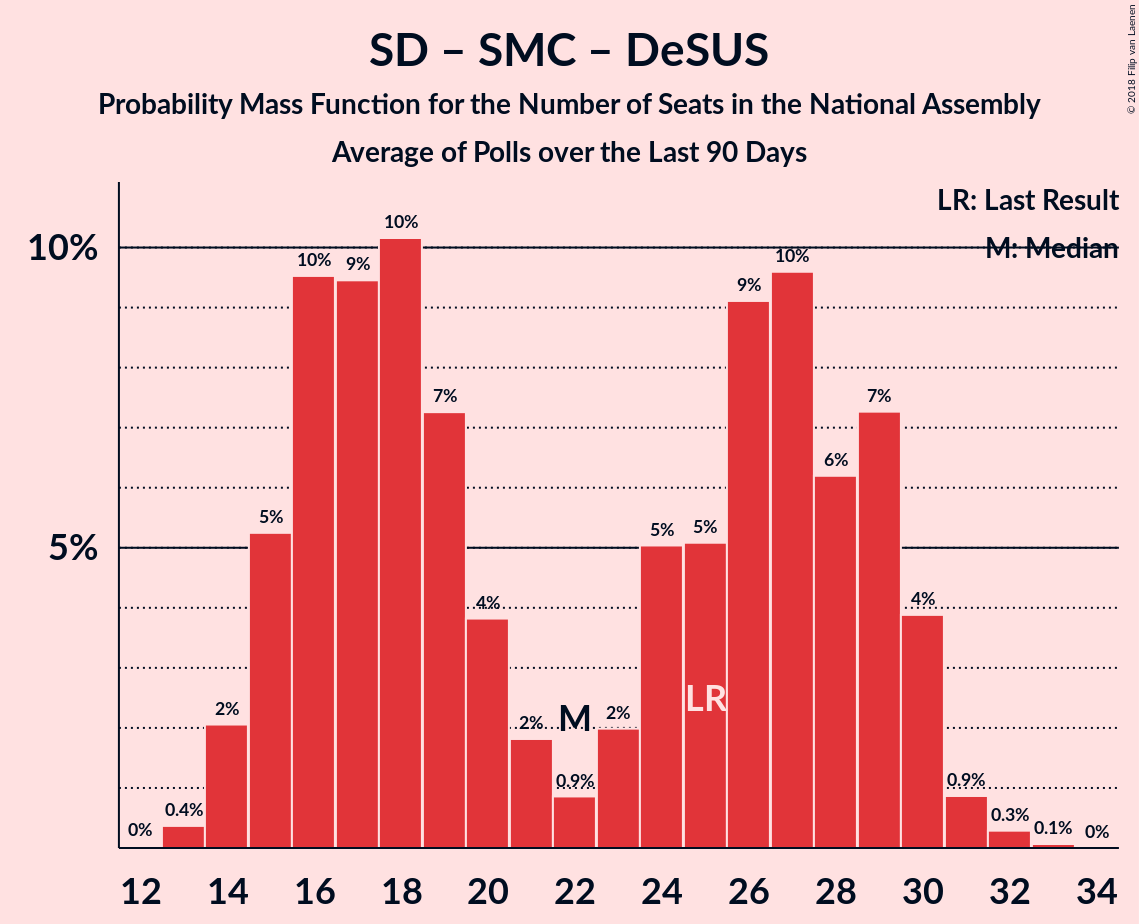 SD – SMC – DeSUS
Probability Mass Function for the Number of Seats in the National Assembly
Average of Polls over the Last 90 Days
© 2018 Filip van Laenen
LR: Last Result
M: Median
10%
5%
0%
0.4%
2%
5%
10%
9%
10%
7%
4%
2%
0.9%
2%
5%
5%
9%
10%
6%
7%
4%
0.9%
0.3%
0.1%
0%
M
LR
12 14 16 18 20 22 24 26 28 30 32 34